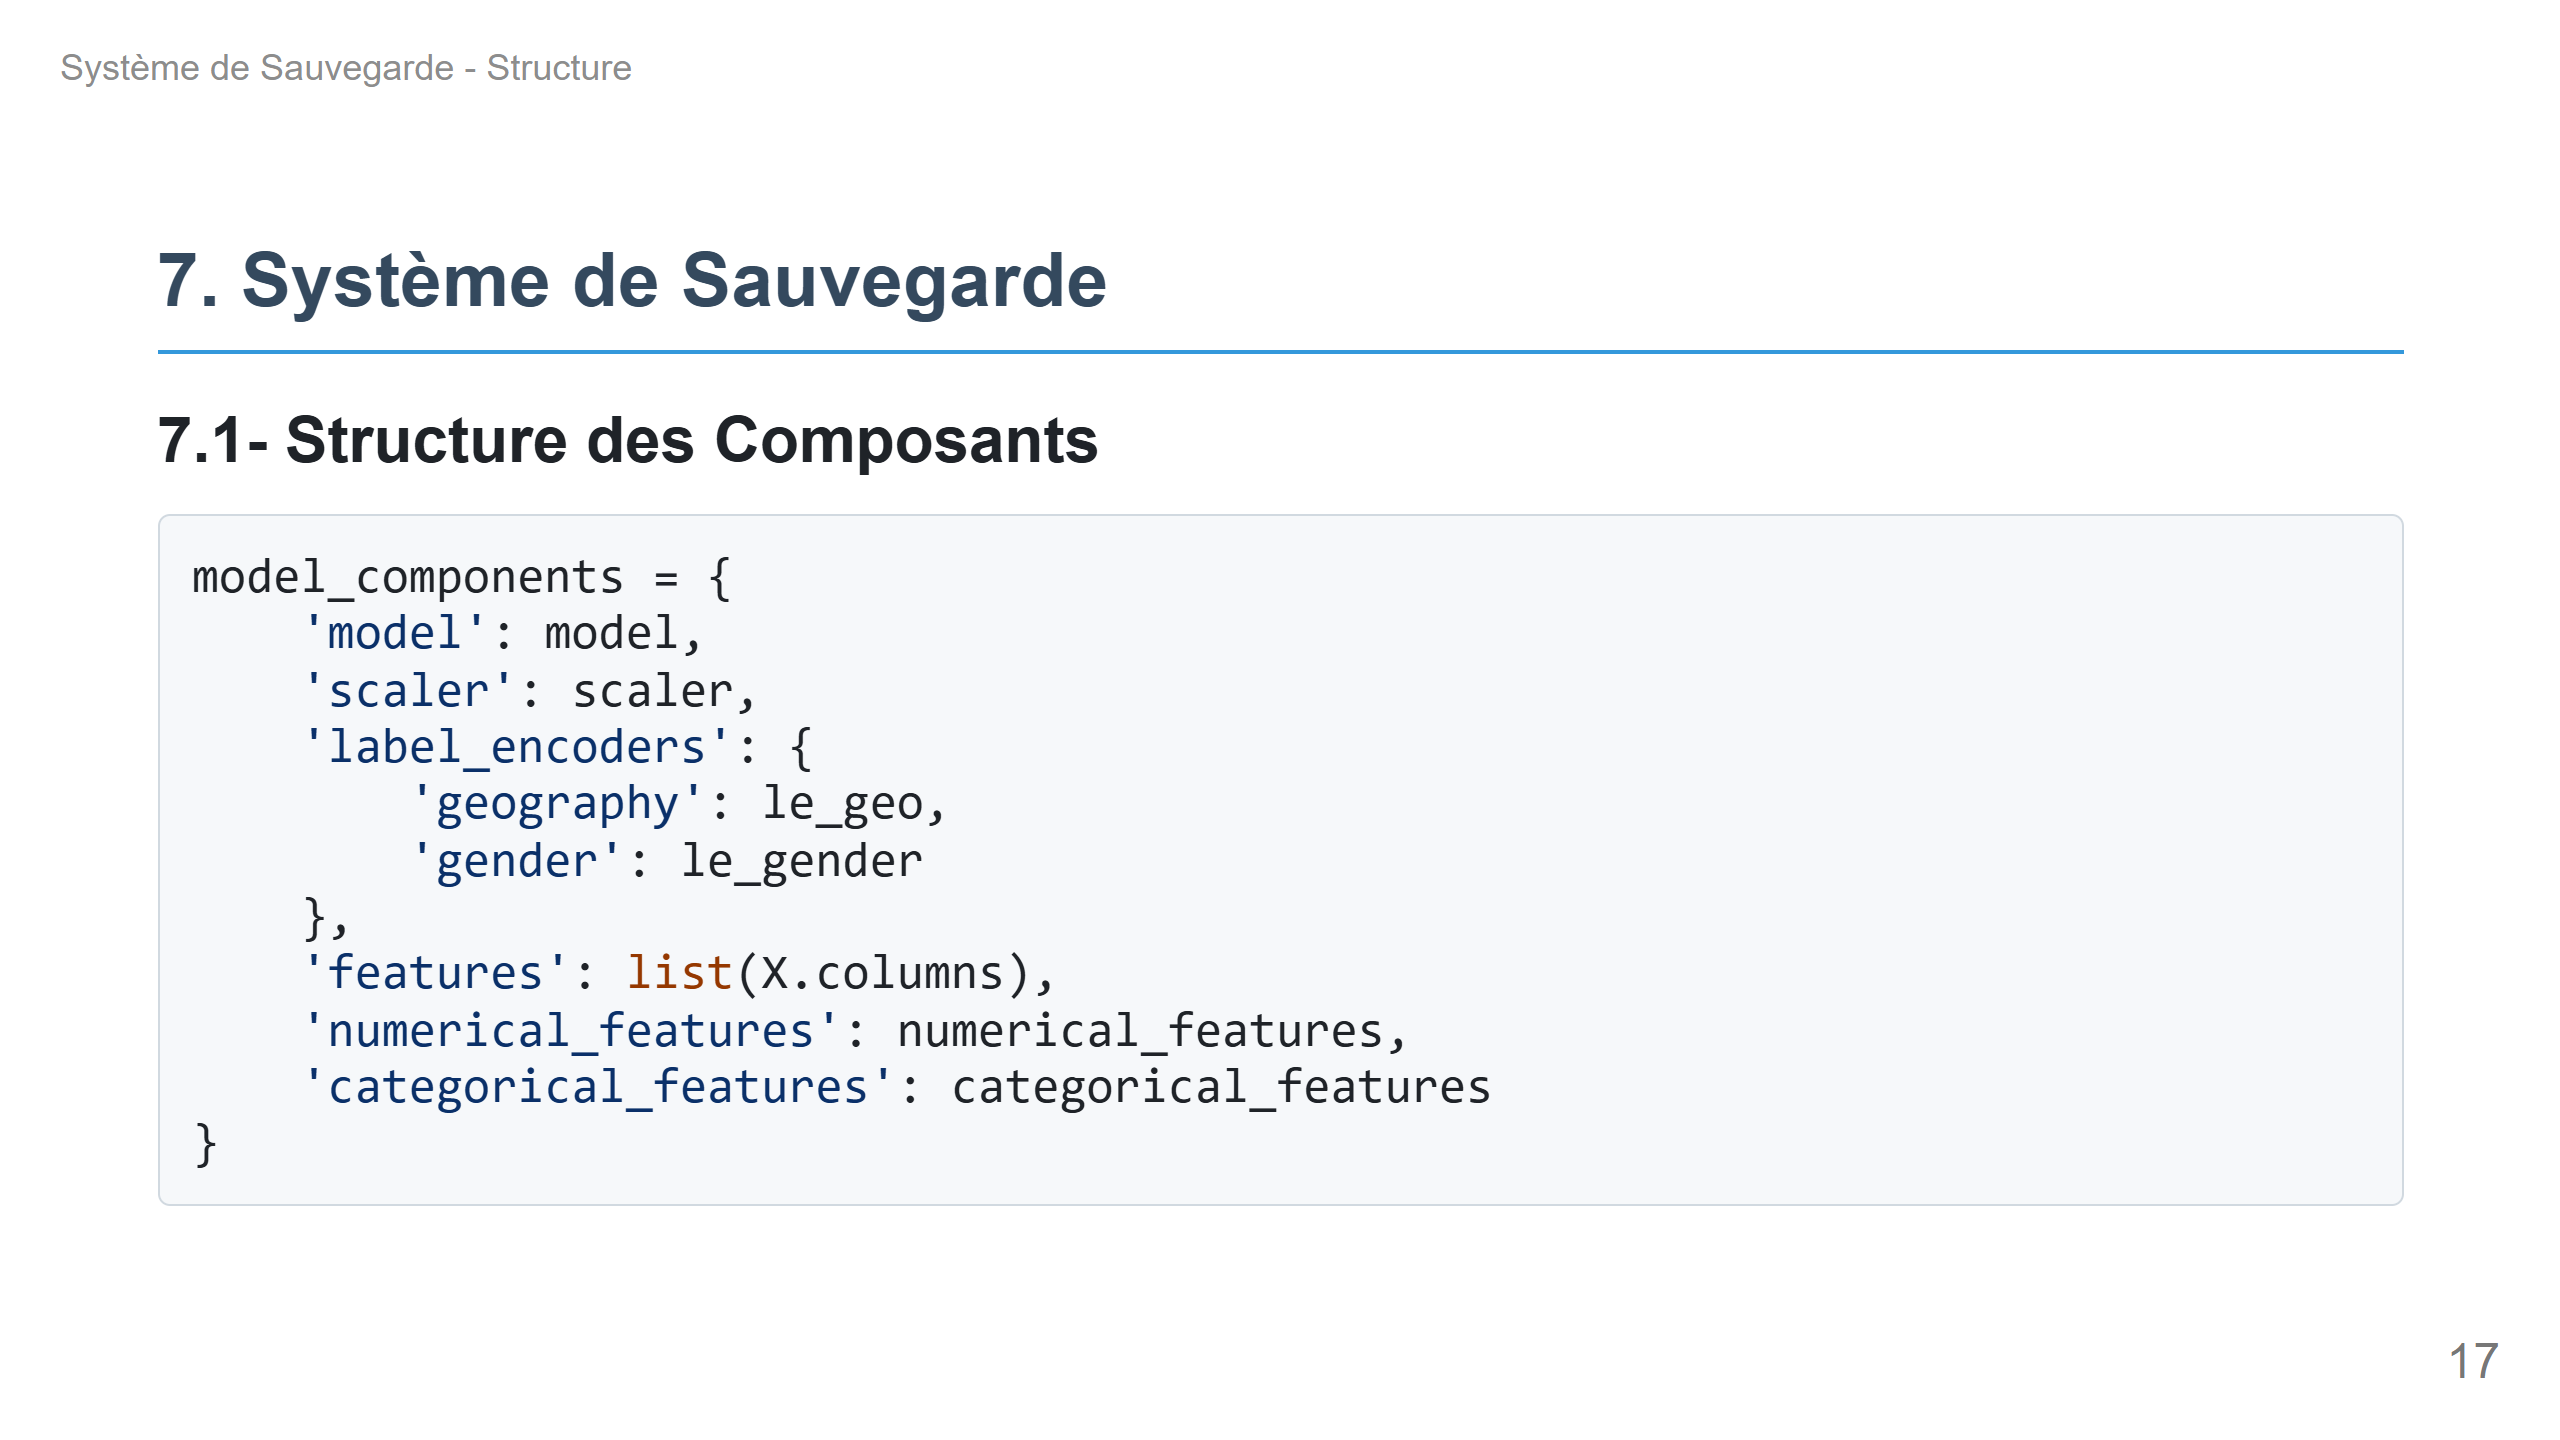 Système de Sauvegarde - Structure
7. Système de Sauvegarde
7.1- Structure des Composants
model_components = {
    'model': model,
    'scaler': scaler,
    'label_encoders': {
        'geography': le_geo,
        'gender': le_gender
    },
    'features': list(X.columns),
    'numerical_features': numerical_features,
    'categorical_features': categorical_features
}
17